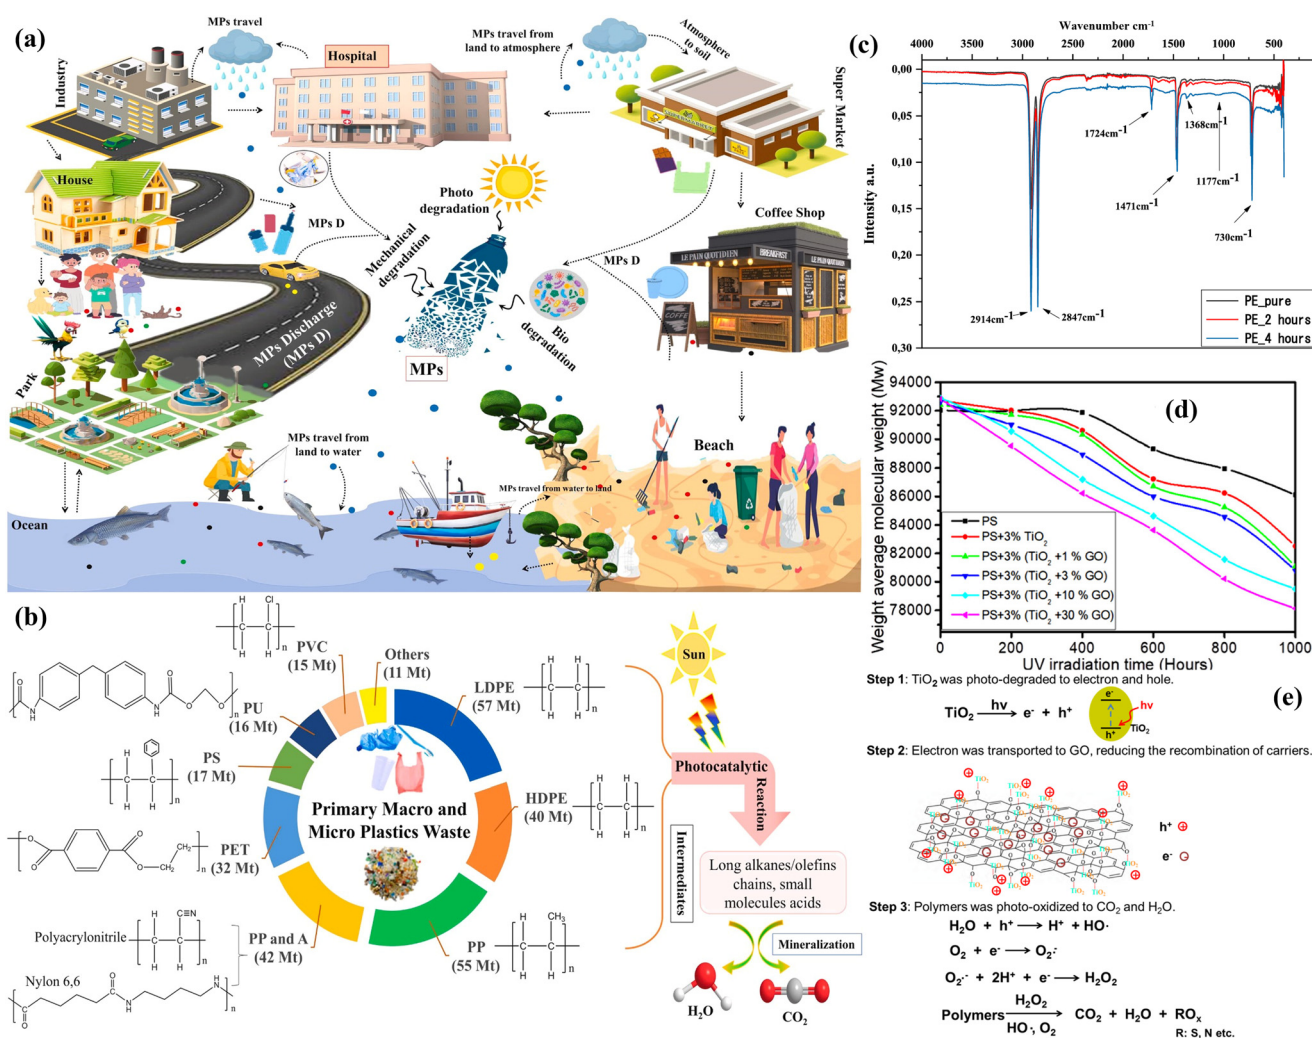 (a)
MPs travel
Industry
Hospital
MPs travel from
land to atmosphere
Atmosphere
to soil
Super Market
House
MPs D
Photo
degradation
Mechanical
degradation
Bio
degradation
MPs
MPs D
Coffee Shop
LE PAIN QUOTIDIEN
BREAKFAST
LE PAIN QUOTIDIEN
COFFE
MPs Discharge
(MPs D)
Park
MPs travel from
land to water
Beach
MPs travel from water to land
Ocean
(b)
PVC
(15 Mt)
Others
(11 Mt)
LDPE
(57 Mt)
PU
(16 Mt)
PS
(17 Mt)
HDPE
(40 Mt)
PET
(32 Mt)
PP and A
(42 Mt)
PP
(55 Mt)
Primary Macro and
Micro Plastics Waste
Polyacrylonitrile
Nylon 6,6
H H H Cl C C n
O N H O N H O O n
H H C C n
O O O O CH₂ CH₂ n
H H C≡N C C n
O O N H H N n
H H C C n
H H C C n
H H CH₃ C C n
Sun
Photocatalytic
Reaction
Intermediates
Long alkanes/olefins
chains, small
molecules acids
Mineralization
H₂O
CO₂
(c)
Wavenumber cm⁻¹
4000 3000 2500 2000 1500 1000 500
0,00
0,05
0,10
0,15
0,20
0,25
0,30
Intensity a.u.
1724cm⁻¹
1368cm⁻¹
1471cm⁻¹
1177cm⁻¹
730cm⁻¹
2914cm⁻¹
2847cm⁻¹
PE_pure
PE_2 hours
PE_4 hours
(d)
Weight average molecular weight (Mw)
94000
92000
90000
88000
86000
84000
82000
80000
78000
PS
PS+3% TiO₂
PS+3% (TiO₂ +1 % GO)
PS+3% (TiO₂ +3 % GO)
PS+3% (TiO₂ +10 % GO)
PS+3% (TiO₂ +30 % GO)
0 200 400 600 800 1000
UV irradiation time (Hours)
(e)
Step 1: TiO₂ was photo-degraded to electron and hole.
TiO₂ hv e⁻ + h⁺
e⁻
hv
h⁺
TiO₂
Step 2: Electron was transported to GO, reducing the recombination of carriers.
h⁺
e⁻
Step 3: Polymers was photo-oxidized to CO₂ and H₂O.
H₂O + h⁺ → H⁺ + HO·
O₂ + e⁻ → O₂·⁻
O₂·⁻ + 2H⁺ + e⁻ → H₂O₂
H₂O₂
Polymers → CO₂ + H₂O + ROₓ
HO·, O₂
R: S, N etc.